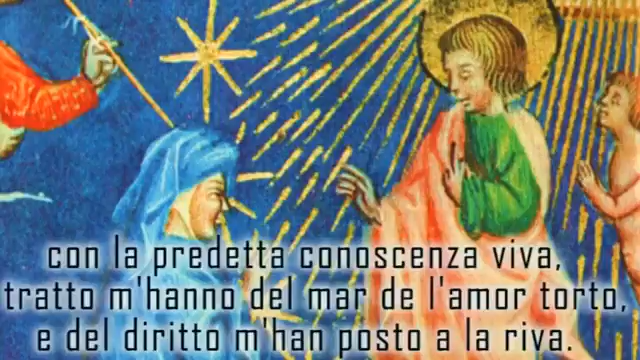 con la predetta conoscenza viva,
tratto m'hanno del mar de l'amor torto,
e del diritto m'han posto a la riva.